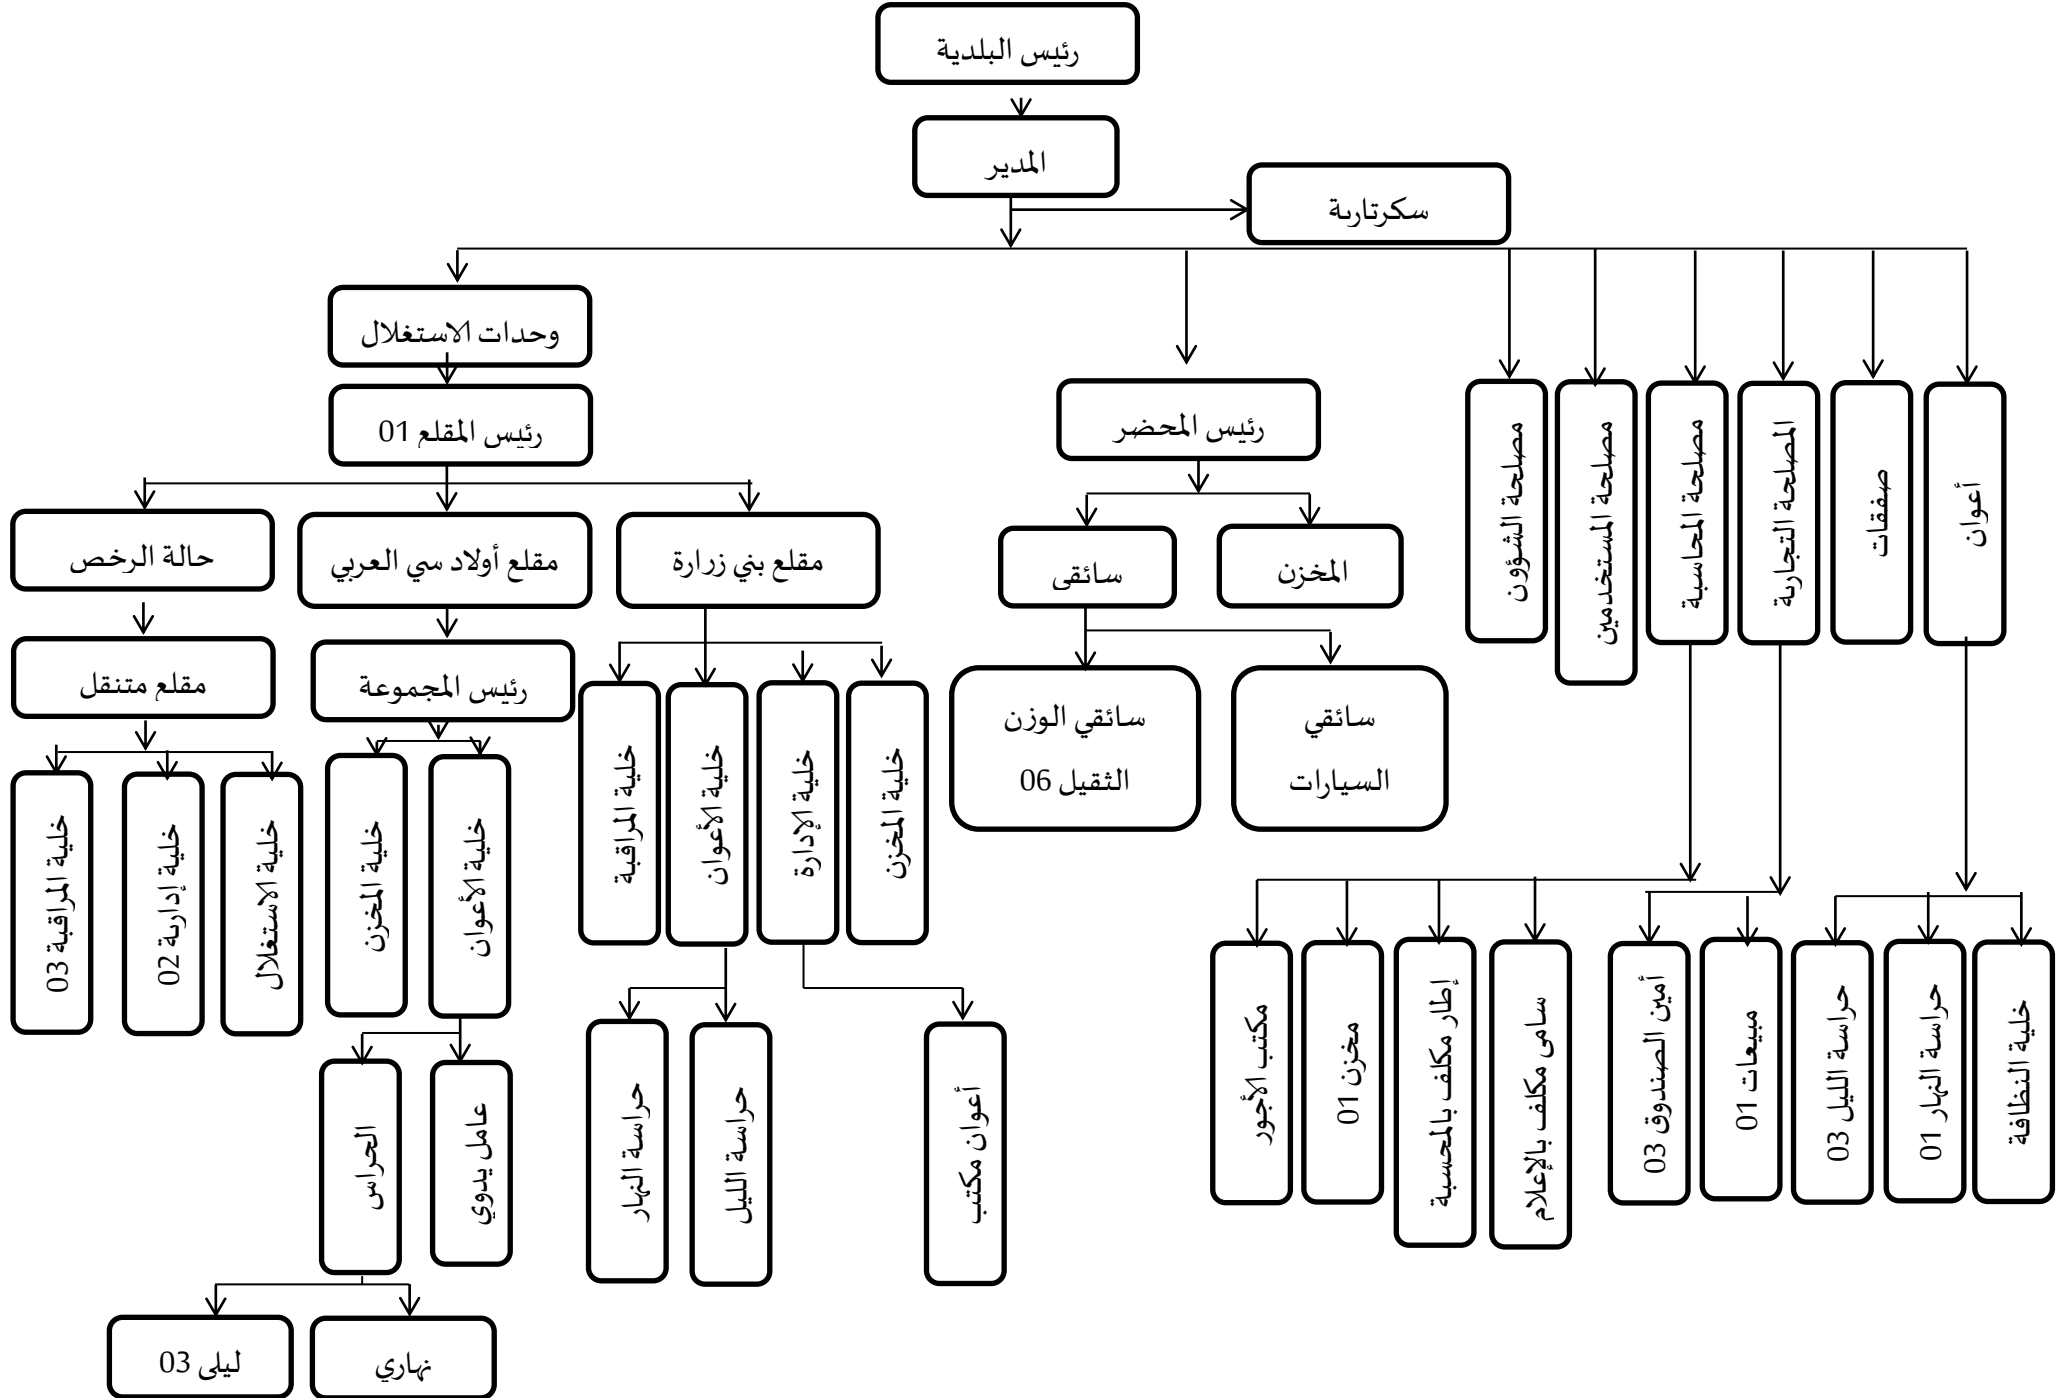 رئيس البلدية
المدير
سكرتارية
وحدات الاستغلال
رئيس المقلع 01
رئيس المحضر
مصلحة الشؤون
مصلحة المستخدمين
مصلحة المحاسبة
المصلحة التجارية
صفقات
أعوان
حالة الرخص
مقلع أولاد سي العربي
مقلع بني زرارة
سائقي
المخزن
مقلع متنقل
رئيس المجموعة
سائقي الوزن
الثقيل 06
سائقي
السيارات
خلية المراقبة 03
خلية إدارية 02
خلية الاستغلال
خلية المخزن
خلية الأعوان
خلية المراقبة
خلية الأعوان
خلية الإدارة
خلية المخزن
مكتب الأجور
مخزن 01
إطار مكلف بالمحسبة
سامي مكلف بالإعلام
أمين الصندوق 03
مبيعات 01
حراسة الليل 03
حراسة النهار 01
خلية النظافة
الحراس
عامل يدوي
حراسة النهار
حراسة الليل
أعوان مكتب
ليلي 03
نهاري